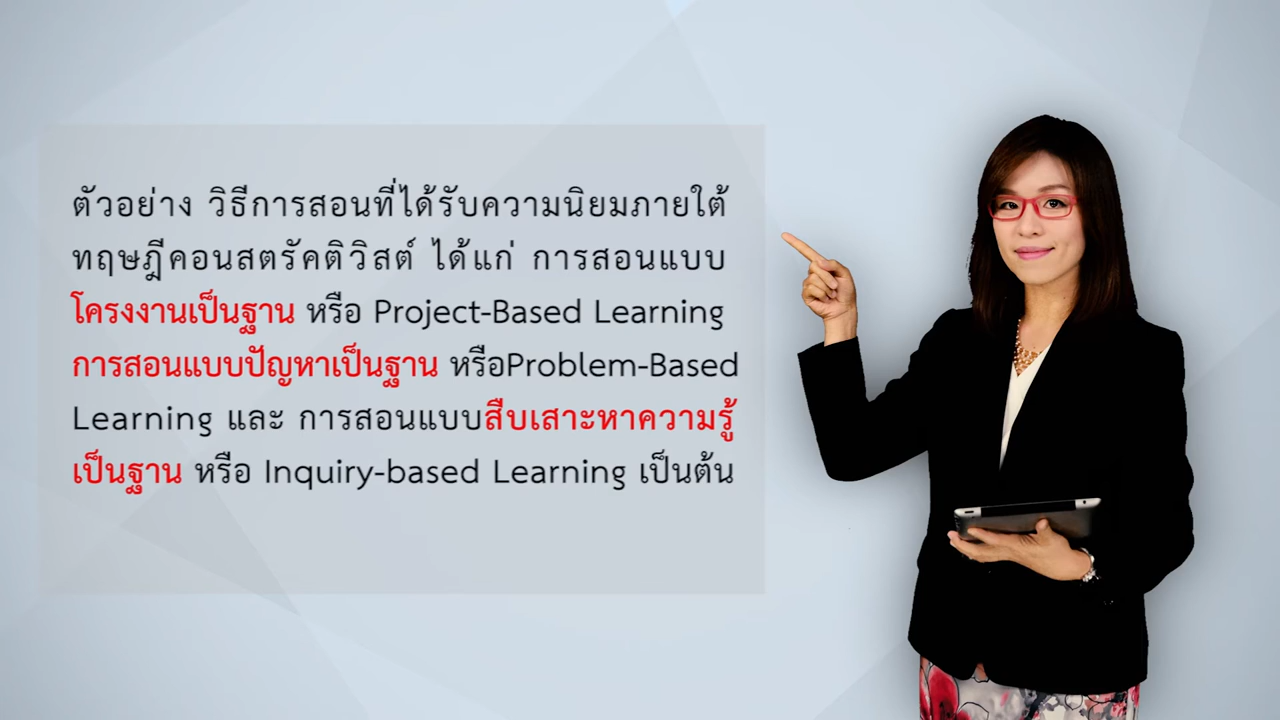 ตัวอย่าง วิธีการสอนที่ได้รับความนิยมภายใต้
ทฤษฎีคอนสตรัคติวิสต์ ได้แก่ การสอนแบบ
โครงงานเป็นฐาน หรือ Project-Based Learning
การสอนแบบปัญหาเป็นฐาน หรือProblem-Based
Learning และ การสอนแบบสืบเสาะหาความรู้
เป็นฐาน หรือ Inquiry-based Learning เป็นต้น